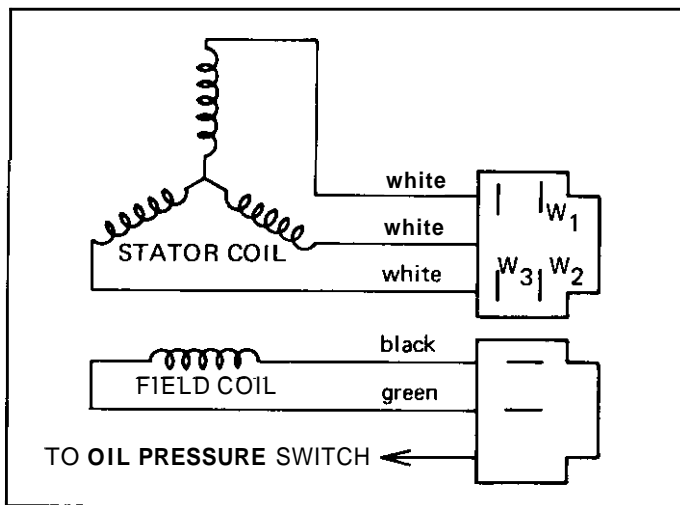 white
W1
white
STATOR COIL
W3 W2
white
black
FIELD COIL
green
TO OIL PRESSURE SWITCH